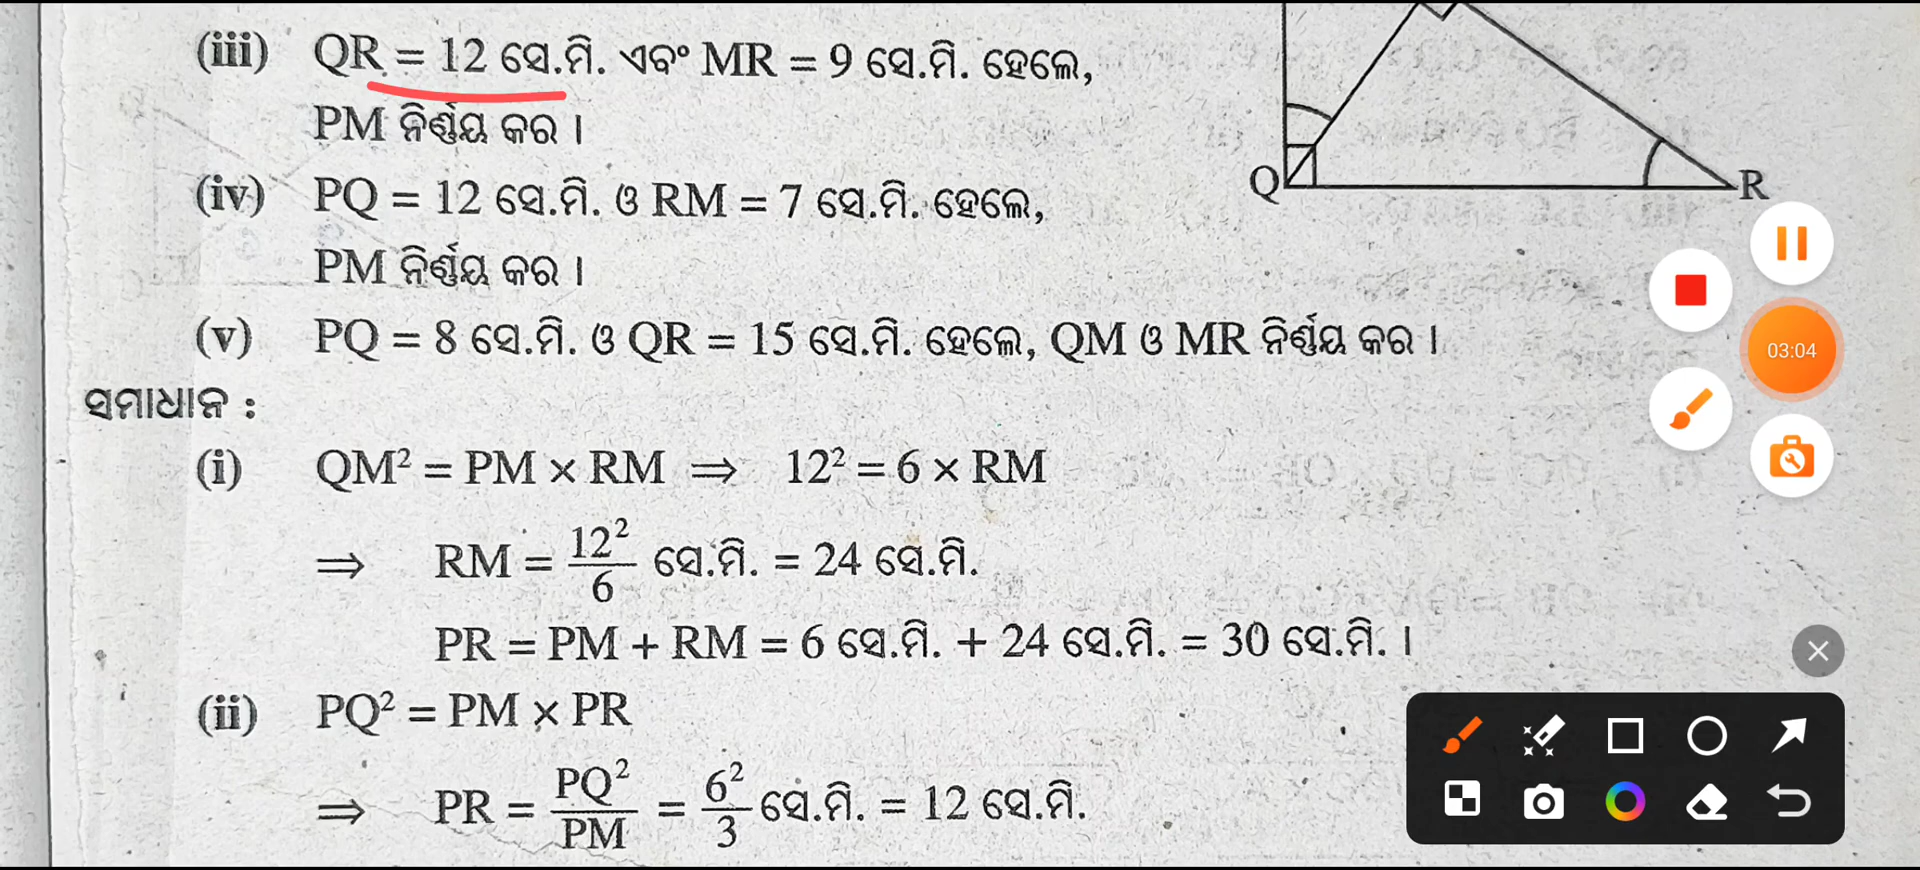 (iii) QR = 12 ସେ.ମି. ଏବଂ MR = 9 ସେ.ମି. ହେଲେ,
PM ନିର୍ଣ୍ଣୟ କର ।
(iv) PQ = 12 ସେ.ମି. ଓ RM = 7 ସେ.ମି. ହେଲେ,
PM ନିର୍ଣ୍ଣୟ କର ।
(v) PQ = 8 ସେ.ମି. ଓ QR = 15 ସେ.ମି. ହେଲେ, QM ଓ MR ନିର୍ଣ୍ଣୟ କର ।
Q R
03:04
ସମାଧାନ :
(i) QM² = PM × RM ⇒ 12² = 6 × RM
⇒ RM = 12²/6 ସେ.ମି. = 24 ସେ.ମି.
PR = PM + RM = 6 ସେ.ମି. + 24 ସେ.ମି. = 30 ସେ.ମି. ।
(ii) PQ² = PM × PR
⇒ PR = PQ²/PM = 6²/3 ସେ.ମି. = 12 ସେ.ମି.